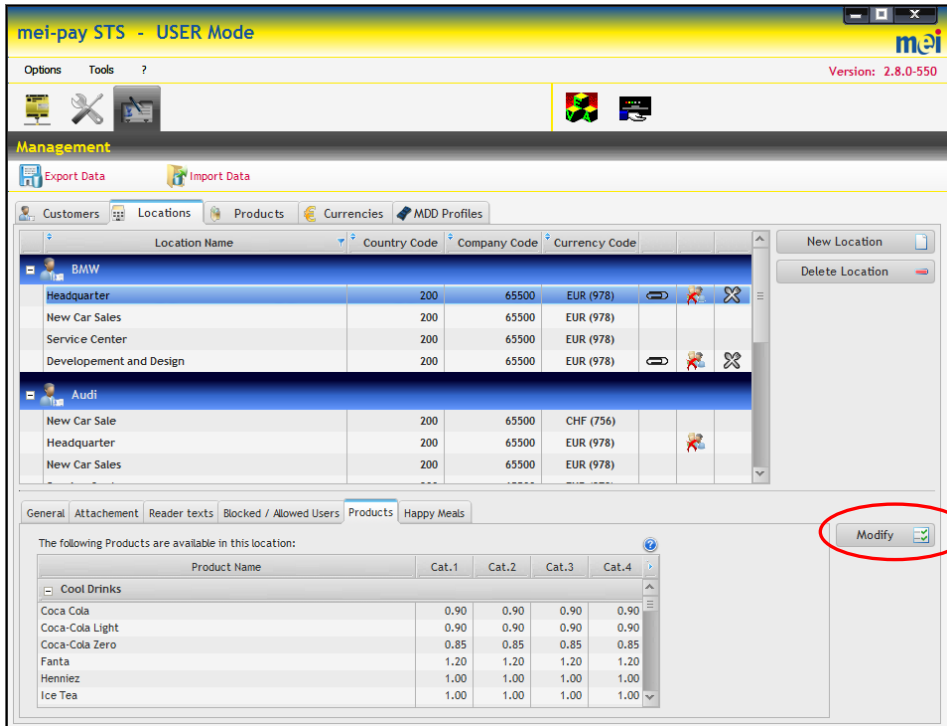 mei-pay STS - USER Mode
mei
Options Tools ?
Version: 2.8.0-550
Management
Export Data Import Data
Customers Locations Products Currencies MDD Profiles
Location Name Country Code Company Code Currency Code
New Location
Delete Location
BMW
Headquarter 200 65500 EUR (978)
New Car Sales 200 65500 EUR (978)
Service Center 200 65500 EUR (978)
Developement and Design 200 65500 EUR (978)
Audi
New Car Sale 200 65500 CHF (756)
Headquarter 200 65500 EUR (978)
New Car Sales 200 65500 EUR (978)
General Attachement Reader texts Blocked / Allowed Users Products Happy Meals
Modify
The following Products are available in this location:
Product Name Cat.1 Cat.2 Cat.3 Cat.4
Cool Drinks
Coca Cola 0.90 0.90 0.90 0.90
Coca-Cola Light 0.90 0.90 0.90 0.90
Coca-Cola Zero 0.85 0.85 0.85 0.85
Fanta 1.20 1.20 1.20 1.20
Henniez 1.00 1.00 1.00 1.00
Ice Tea 1.00 1.00 1.00 1.00